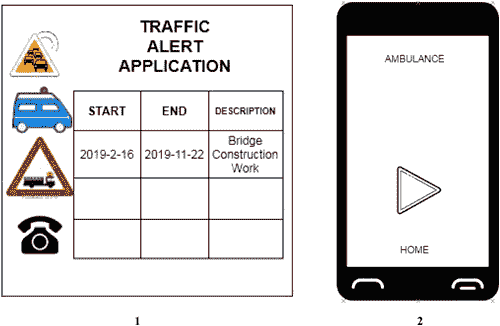 TRAFFIC
ALERT
APPLICATION
START END DESCRIPTION
2019-2-16 2019-11-22 Bridge
Construction
Work
AMBULANCE
HOME
1 2